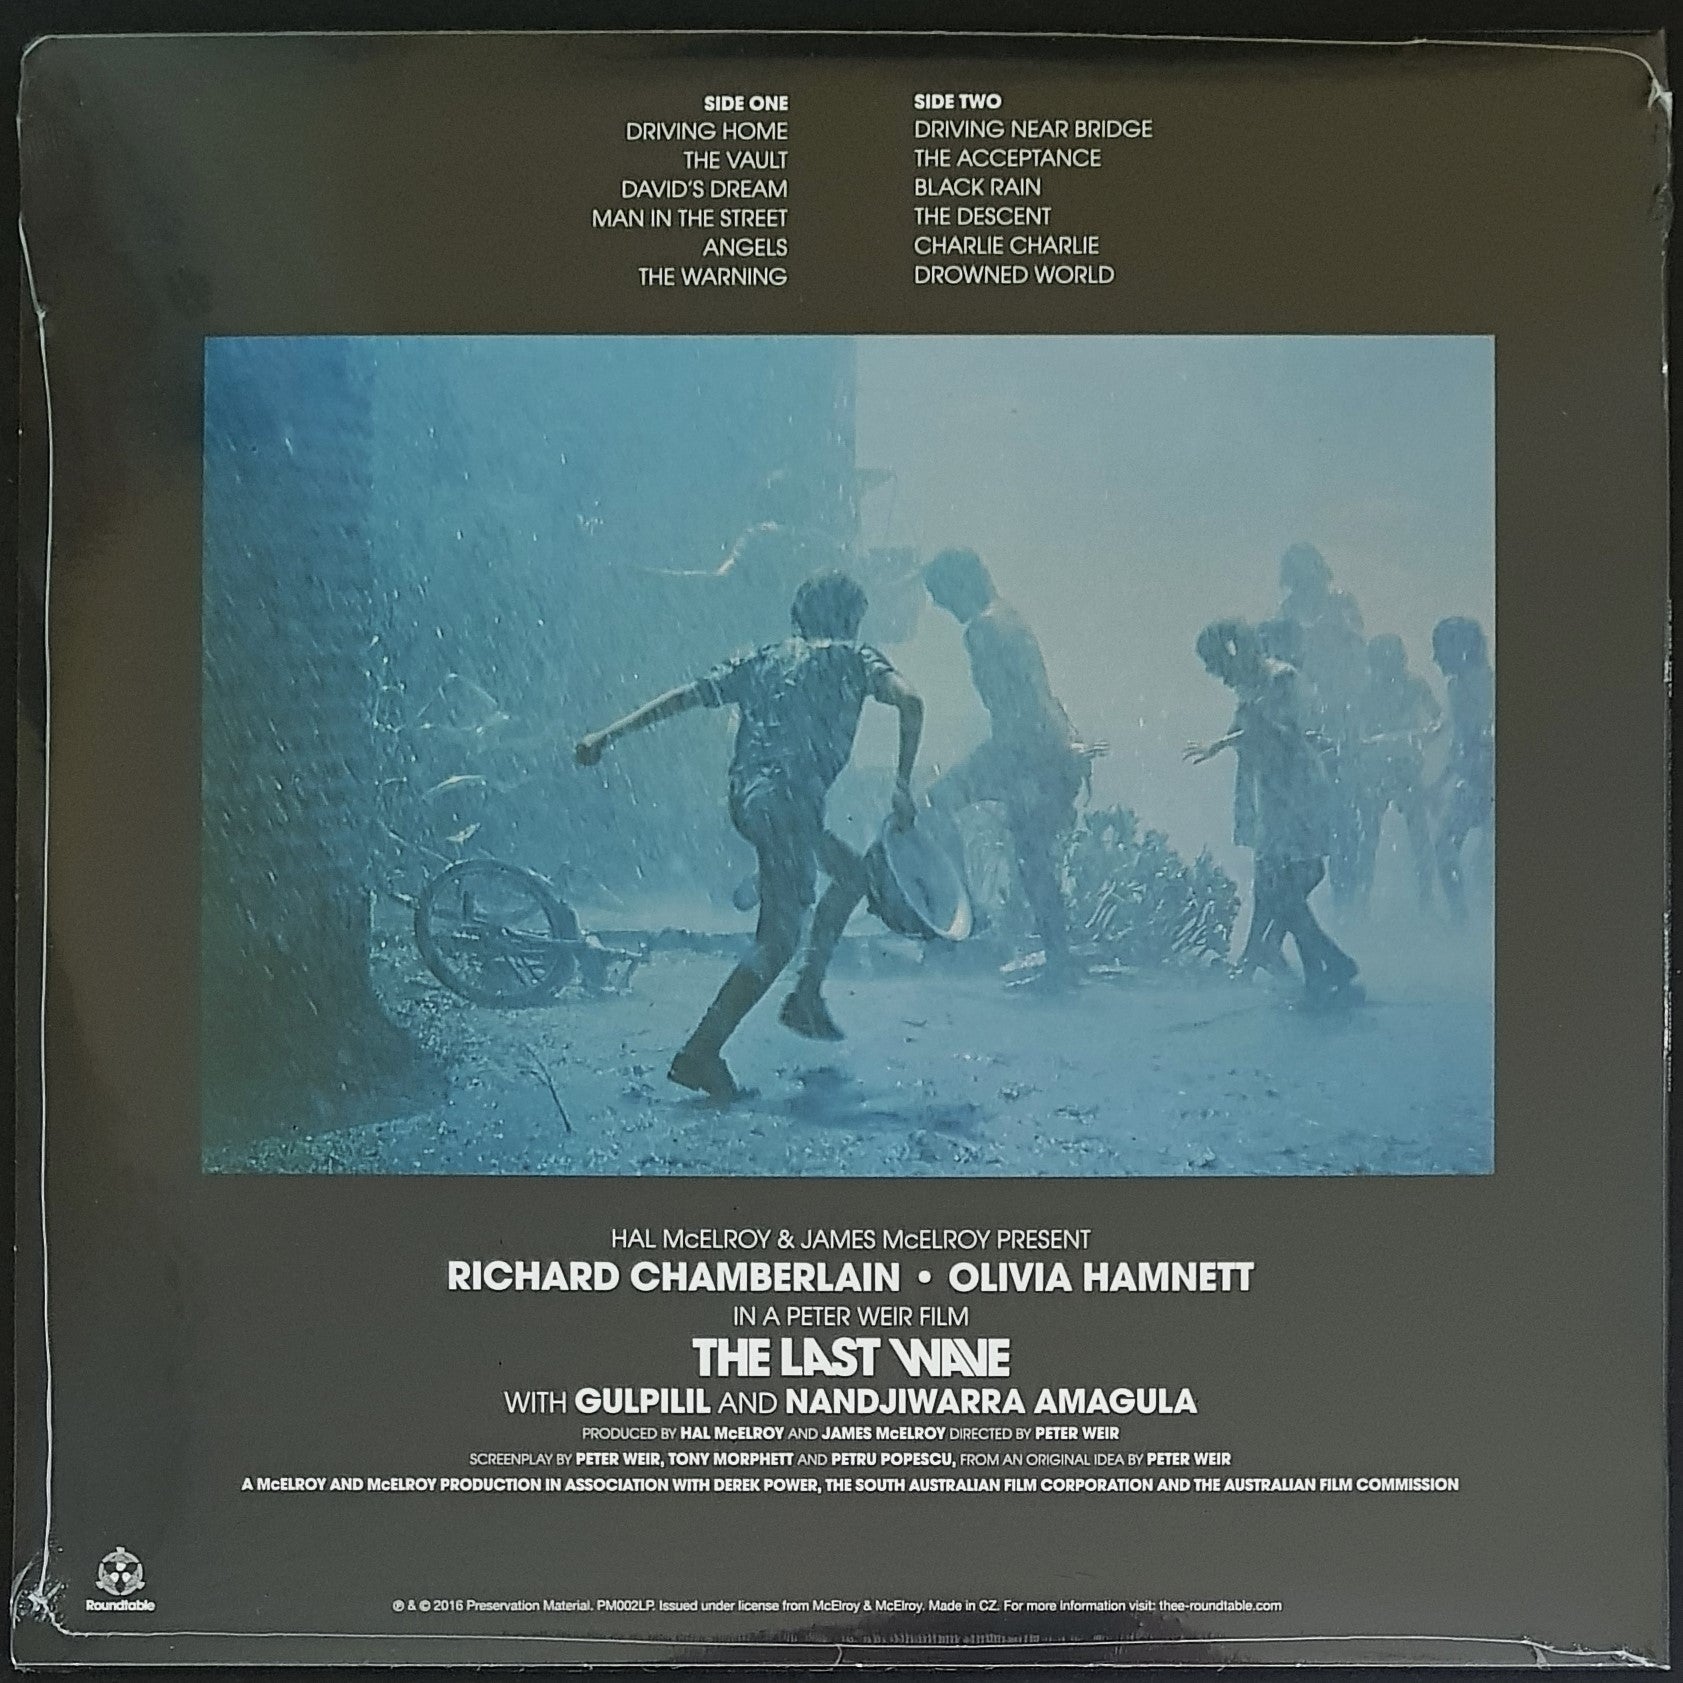 SIDE ONE
DRIVING HOME
THE VAULT
DAVID'S DREAM
MAN IN THE STREET
ANGELS
THE WARNING
SIDE TWO
DRIVING NEAR BRIDGE
THE ACCEPTANCE
BLACK RAIN
THE DESCENT
CHARLIE CHARLIE
DROWNED WORLD
HAL McELROY & JAMES McELROY PRESENT
RICHARD CHAMBERLAIN • OLIVIA HAMNETT
IN A PETER WEIR FILM
THE LAST WAVE
WITH GULPILIL AND NANDJIWARRA AMAGULA
PRODUCED BY HAL McELROY AND JAMES McELROY DIRECTED BY PETER WEIR
SCREENPLAY BY PETER WEIR, TONY MORPHETT AND PETRU POPESCU, FROM AN ORIGINAL IDEA BY PETER WEIR
A McELROY AND McELROY PRODUCTION IN ASSOCIATION WITH DEREK POWER, THE SOUTH AUSTRALIAN FILM CORPORATION AND THE AUSTRALIAN FILM COMMISSION
Roundtable
℗ & © 2016 Preservation Material. PM002LP. Issued under license from McElroy & McElroy. Made in CZ. For more information visit: thee-roundtable.com